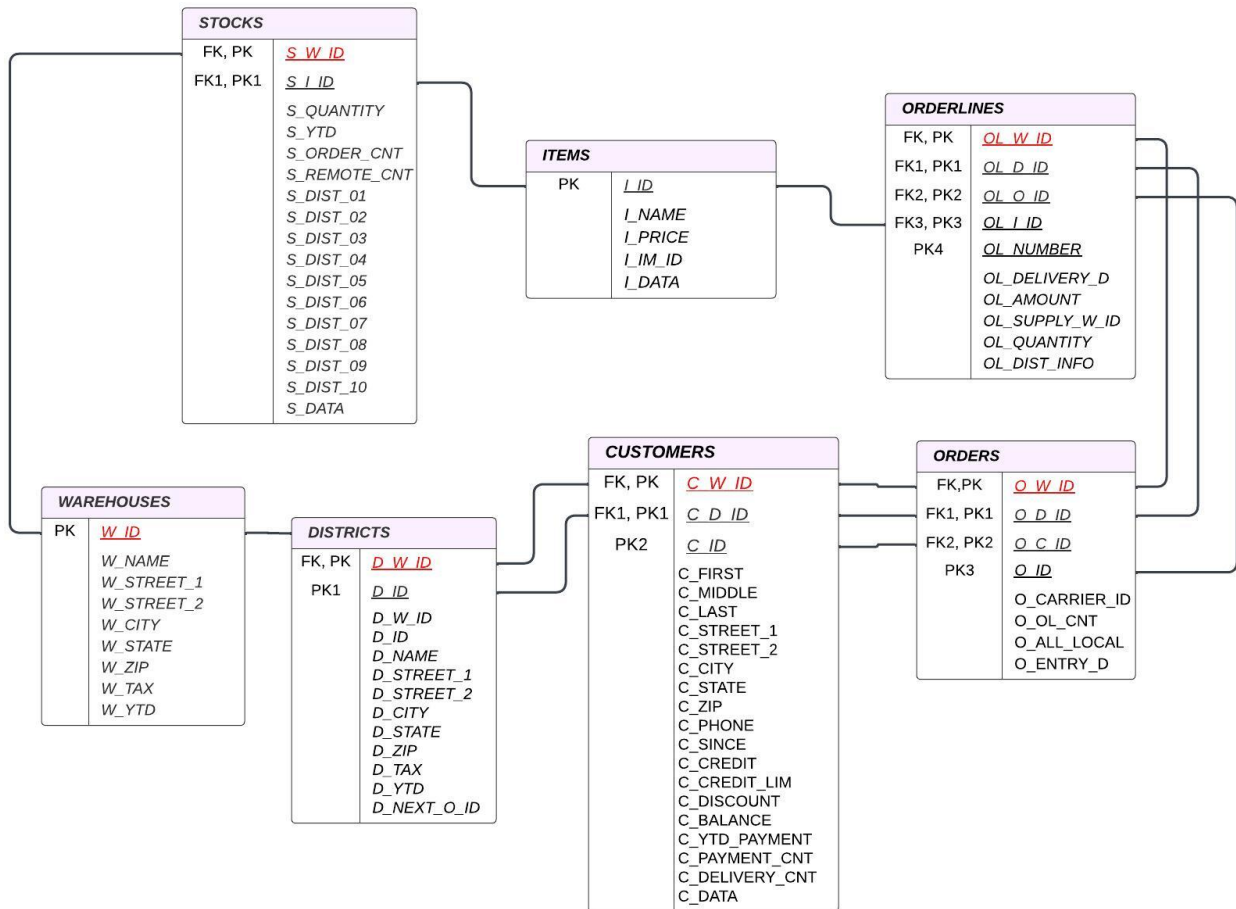 STOCKS
FK, PK S_W_ID
FK1, PK1 S_I_ID
S_QUANTITY
S_YTD
S_ORDER_CNT
S_REMOTE_CNT
S_DIST_01
S_DIST_02
S_DIST_03
S_DIST_04
S_DIST_05
S_DIST_06
S_DIST_07
S_DIST_08
S_DIST_09
S_DIST_10
S_DATA
ITEMS
PK I_ID
I_NAME
I_PRICE
I_IM_ID
I_DATA
ORDERLINES
FK, PK OL_W_ID
FK1, PK1 OL_D_ID
FK2, PK2 OL_O_ID
FK3, PK3 OL_I_ID
PK4 OL_NUMBER
OL_DELIVERY_D
OL_AMOUNT
OL_SUPPLY_W_ID
OL_QUANTITY
OL_DIST_INFO
WAREHOUSES
PK W_ID
W_NAME
W_STREET_1
W_STREET_2
W_CITY
W_STATE
W_ZIP
W_TAX
W_YTD
DISTRICTS
FK, PK D_W_ID
PK1 D_ID
D_W_ID
D_ID
D_NAME
D_STREET_1
D_STREET_2
D_CITY
D_STATE
D_ZIP
D_TAX
D_YTD
D_NEXT_O_ID
CUSTOMERS
FK, PK C_W_ID
FK1, PK1 C_D_ID
PK2 C_ID
C_FIRST
C_MIDDLE
C_LAST
C_STREET_1
C_STREET_2
C_CITY
C_STATE
C_ZIP
C_PHONE
C_SINCE
C_CREDIT
C_CREDIT_LIM
C_DISCOUNT
C_BALANCE
C_YTD_PAYMENT
C_PAYMENT_CNT
C_DELIVERY_CNT
C_DATA
ORDERS
FK,PK O_W_ID
FK1, PK1 O_D_ID
FK2, PK2 O_C_ID
PK3 O_ID
O_CARRIER_ID
O_OL_CNT
O_ALL_LOCAL
O_ENTRY_D